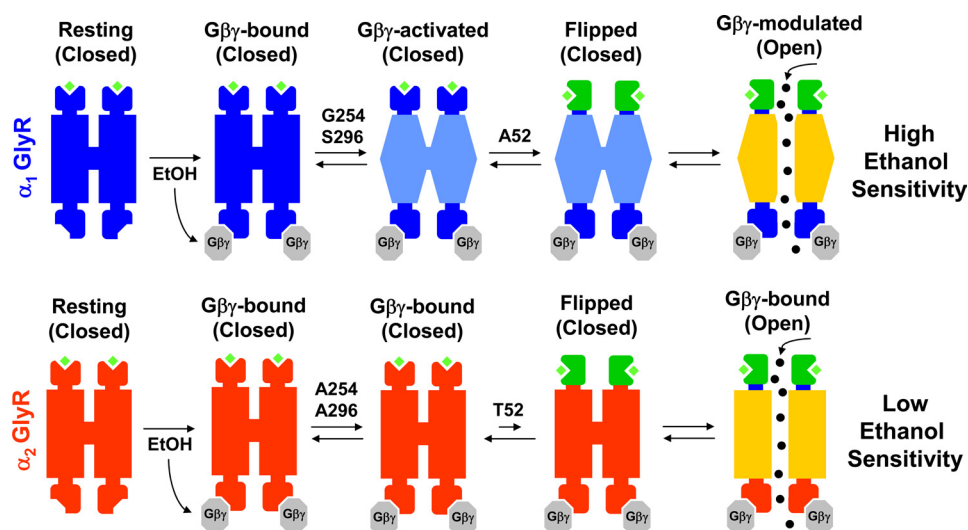 Resting
(Closed)
Gβγ-bound
(Closed)
Gβγ-activated
(Closed)
Flipped
(Closed)
Gβγ-modulated
(Open)
α1 GlyR
EtOH
G254
S296
A52
Gβγ
Gβγ
Gβγ
Gβγ
Gβγ
Gβγ
Gβγ
Gβγ
High
Ethanol
Sensitivity
Resting
(Closed)
Gβγ-bound
(Closed)
Gβγ-bound
(Closed)
Flipped
(Closed)
Gβγ-bound
(Open)
α2 GlyR
EtOH
A254
A296
T52
Gβγ
Gβγ
Gβγ
Gβγ
Gβγ
Gβγ
Gβγ
Gβγ
Low
Ethanol
Sensitivity